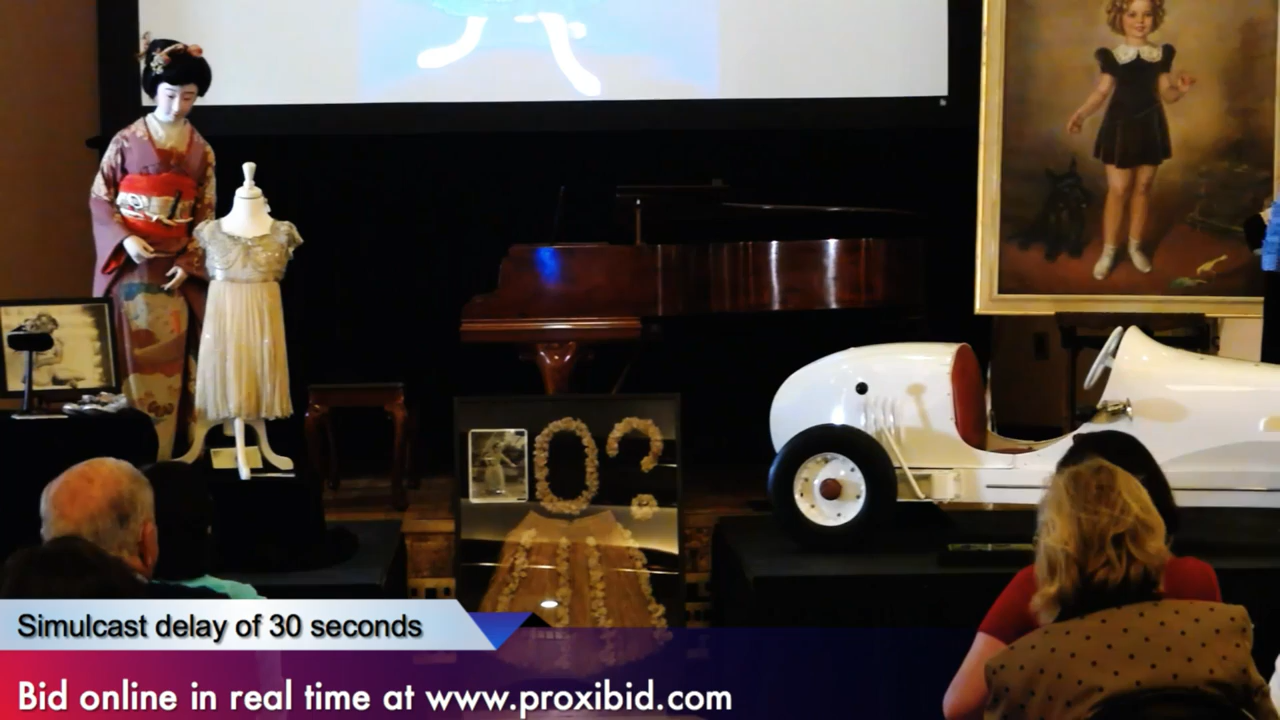 Simulcast delay of 30 seconds
Bid online in real time at www.proxibid.com